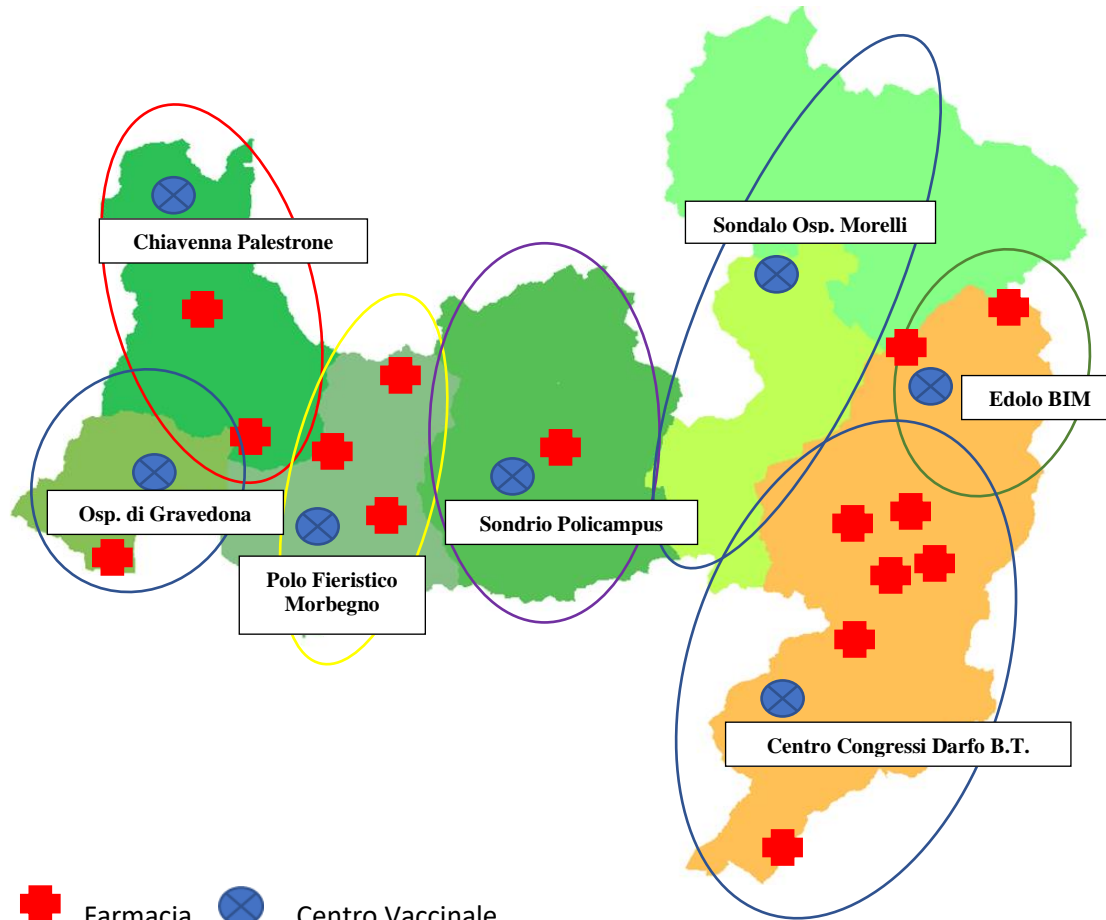 Chiavenna Palestrone
Sondalo Osp. Morelli
Edolo BIM
Osp. di Gravedona
Sondrio Policampus
Polo Fieristico
Morbegno
Centro Congressi Darfo B.T.
Farmacia
Centro Vaccinale